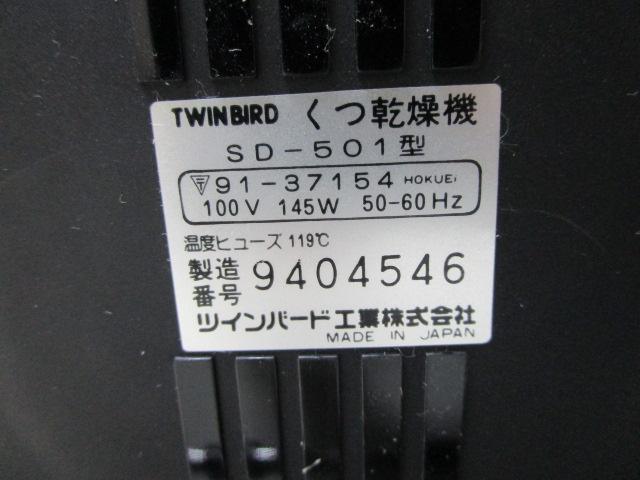 TWINBIRD くつ乾燥機
SD-501型
〒91-37154 HOKUEi
100V 145W 50-60Hz
温度ヒューズ 119℃
製造番号 9404546
ツインバード工業株式会社
MADE IN JAPAN